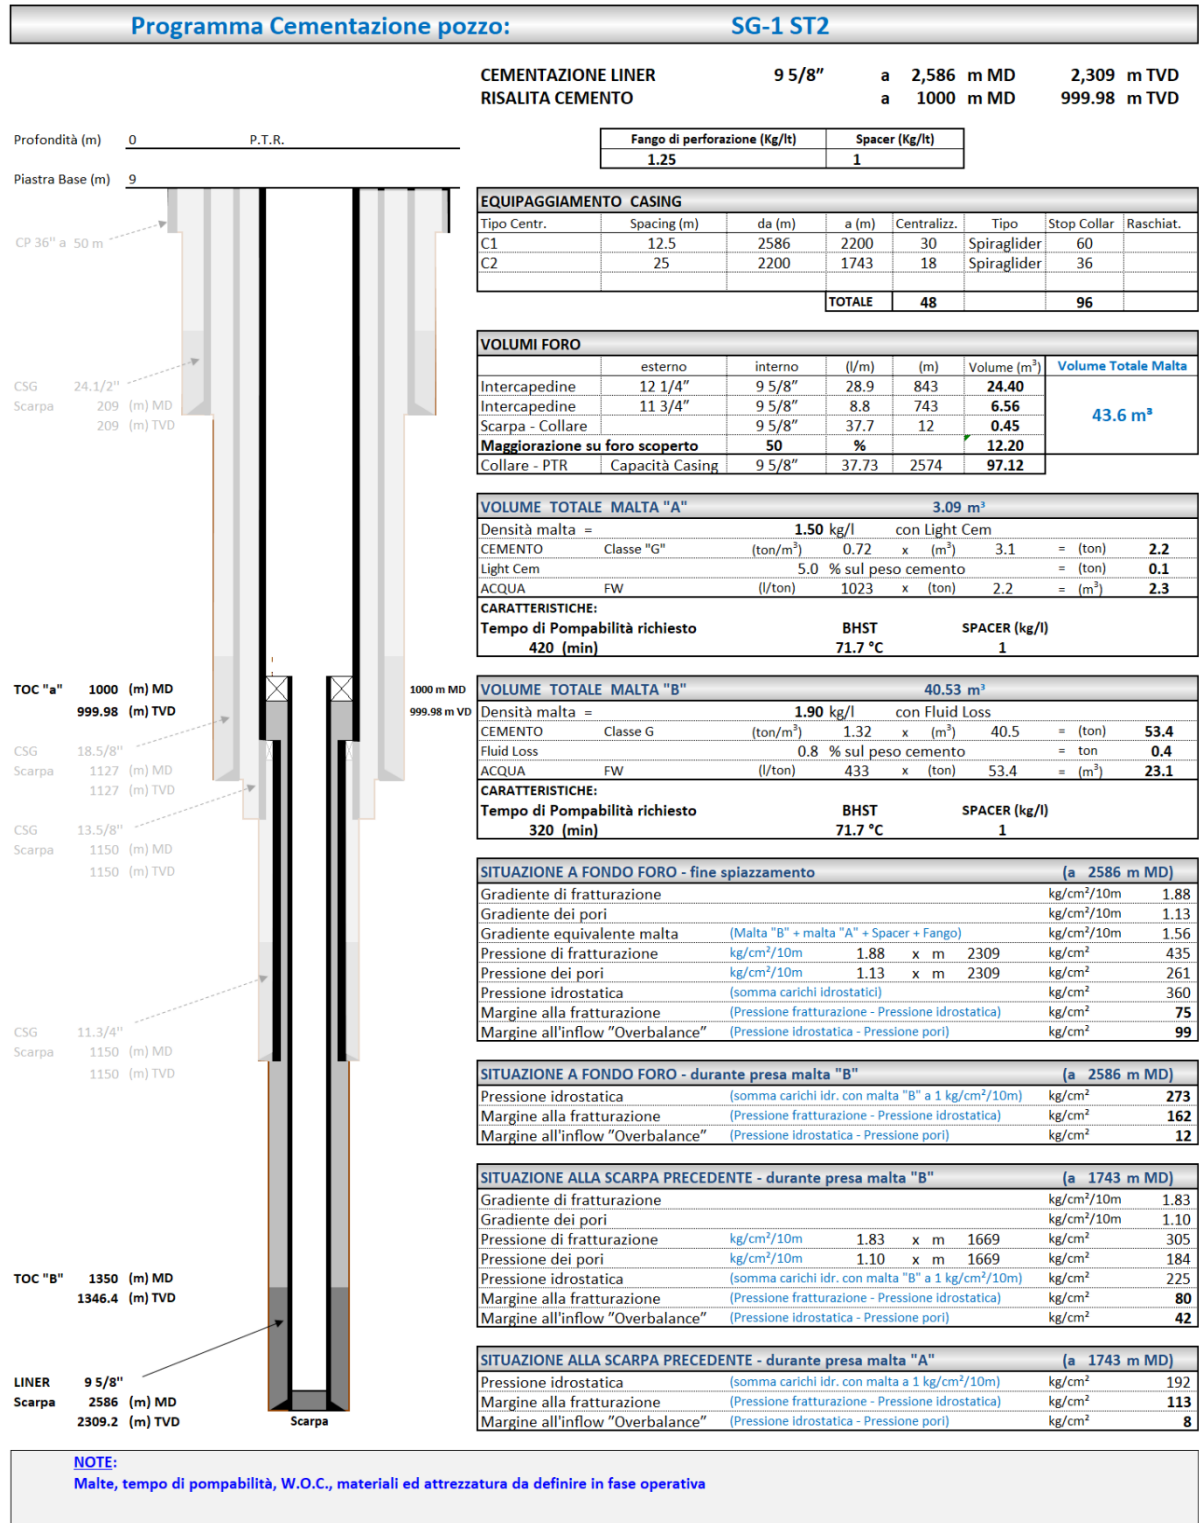 Programma Cementazione pozzo: SG-1 ST2
CEMENTAZIONE LINER 9 5/8" a 2,586 m MD 2,309 m TVD
RISALITA CEMENTO a 1000 m MD 999.98 m TVD
Profondità (m) 0 P.T.R.
Fango di perforazione (Kg/lt) Spacer (Kg/lt)
1.25 1
Piastra Base (m) 9
CP 36" a 50 m
CSG 24.1/2"
Scarpa 209 (m) MD
209 (m) TVD
TOC "a" 1000 (m) MD
999.98 (m) TVD
1000 m MD
999.98 m VD
CSG 18.5/8"
Scarpa 1127 (m) MD
1127 (m) TVD
CSG 13.5/8"
Scarpa 1150 (m) MD
1150 (m) TVD
CSG 11.3/4"
Scarpa 1150 (m) MD
1150 (m) TVD
TOC "B" 1350 (m) MD
1346.4 (m) TVD
LINER 9 5/8"
Scarpa 2586 (m) MD
2309.2 (m) TVD
Scarpa
EQUIPAGGIAMENTO CASING
Tipo Centr. Spacing (m) da (m) a (m) Centralizz. Tipo Stop Collar Raschiat.
C1 12.5 2586 2200 30 Spiraglider 60
C2 25 2200 1743 18 Spiraglider 36
TOTALE 48 96
VOLUMI FORO
esterno interno (l/m) (m) Volume (m³) Volume Totale Malta
Intercapedine 12 1/4" 9 5/8" 28.9 843 24.40
Intercapedine 11 3/4" 9 5/8" 8.8 743 6.56
43.6 m³
Scarpa - Collare 9 5/8" 37.7 12 0.45
Maggiorazione su foro scoperto 50 % 12.20
Collare - PTR Capacità Casing 9 5/8" 37.73 2574 97.12
VOLUME TOTALE MALTA "A" 3.09 m³
Densità malta = 1.50 kg/l con Light Cem
CEMENTO Classe "G" (ton/m³) 0.72 x (m³) 3.1 = (ton) 2.2
Light Cem 5.0 % sul peso cemento = (ton) 0.1
ACQUA FW (l/ton) 1023 x (ton) 2.2 = (m³) 2.3
CARATTERISTICHE:
Tempo di Pompabilità richiesto BHST SPACER (kg/l)
420 (min) 71.7 °C 1
VOLUME TOTALE MALTA "B" 40.53 m³
Densità malta = 1.90 kg/l con Fluid Loss
CEMENTO Classe G (ton/m³) 1.32 x (m³) 40.5 = (ton) 53.4
Fluid Loss 0.8 % sul peso cemento = ton 0.4
ACQUA FW (l/ton) 433 x (ton) 53.4 = (m³) 23.1
CARATTERISTICHE:
Tempo di Pompabilità richiesto BHST SPACER (kg/l)
320 (min) 71.7 °C 1
SITUAZIONE A FONDO FORO - fine spiazzamento (a 2586 m MD)
Gradiente di fratturazione kg/cm²/10m 1.88
Gradiente dei pori kg/cm²/10m 1.13
Gradiente equivalente malta (Malta "B" + malta "A" + Spacer + Fango) kg/cm²/10m 1.56
Pressione di fratturazione kg/cm²/10m 1.88 x m 2309 kg/cm² 435
Pressione dei pori kg/cm²/10m 1.13 x m 2309 kg/cm² 261
Pressione idrostatica (somma carichi idrostatici) kg/cm² 360
Margine alla fratturazione (Pressione fratturazione - Pressione idrostatica) kg/cm² 75
Margine all'inflow "Overbalance" (Pressione idrostatica - Pressione pori) kg/cm² 99
SITUAZIONE A FONDO FORO - durante presa malta "B" (a 2586 m MD)
Pressione idrostatica (somma carichi idr. con malta "B" a 1 kg/cm²/10m) kg/cm² 273
Margine alla fratturazione (Pressione fratturazione - Pressione idrostatica) kg/cm² 162
Margine all'inflow "Overbalance" (Pressione idrostatica - Pressione pori) kg/cm² 12
SITUAZIONE ALLA SCARPA PRECEDENTE - durante presa malta "B" (a 1743 m MD)
Gradiente di fratturazione kg/cm²/10m 1.83
Gradiente dei pori kg/cm²/10m 1.10
Pressione di fratturazione kg/cm²/10m 1.83 x m 1669 kg/cm² 305
Pressione dei pori kg/cm²/10m 1.10 x m 1669 kg/cm² 184
Pressione idrostatica (somma carichi idr. con malta "B" a 1 kg/cm²/10m) kg/cm² 225
Margine alla fratturazione (Pressione fratturazione - Pressione idrostatica) kg/cm² 80
Margine all'inflow "Overbalance" (Pressione idrostatica - Pressione pori) kg/cm² 42
SITUAZIONE ALLA SCARPA PRECEDENTE - durante presa malta "A" (a 1743 m MD)
Pressione idrostatica (somma carichi idr. con malta a 1 kg/cm²/10m) kg/cm² 192
Margine alla fratturazione (Pressione fratturazione - Pressione idrostatica) kg/cm² 113
Margine all'inflow "Overbalance" (Pressione idrostatica - Pressione pori) kg/cm² 8
NOTE:
Malte, tempo di pompabilità, W.O.C., materiali ed attrezzatura da definire in fase operativa